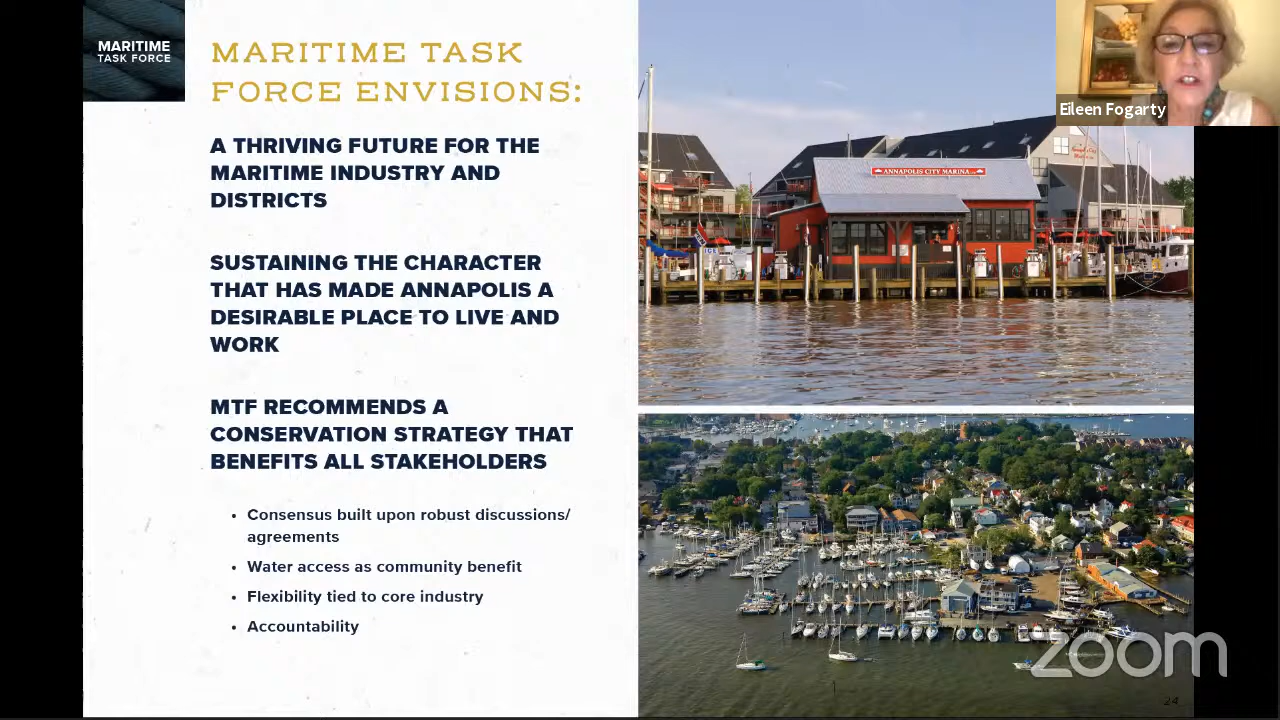 MARITIME
TASK FORCE
MARITIME TASK
FORCE ENVISIONS:
A THRIVING FUTURE FOR THE
MARITIME INDUSTRY AND
DISTRICTS
SUSTAINING THE CHARACTER
THAT HAS MADE ANNAPOLIS A
DESIRABLE PLACE TO LIVE AND
WORK
MTF RECOMMENDS A
CONSERVATION STRATEGY THAT
BENEFITS ALL STAKEHOLDERS
• Consensus built upon robust discussions/
agreements
• Water access as community benefit
• Flexibility tied to core industry
• Accountability
Eileen Fogarty
ANNAPOLIS CITY MARINA
ICE
zoom
24